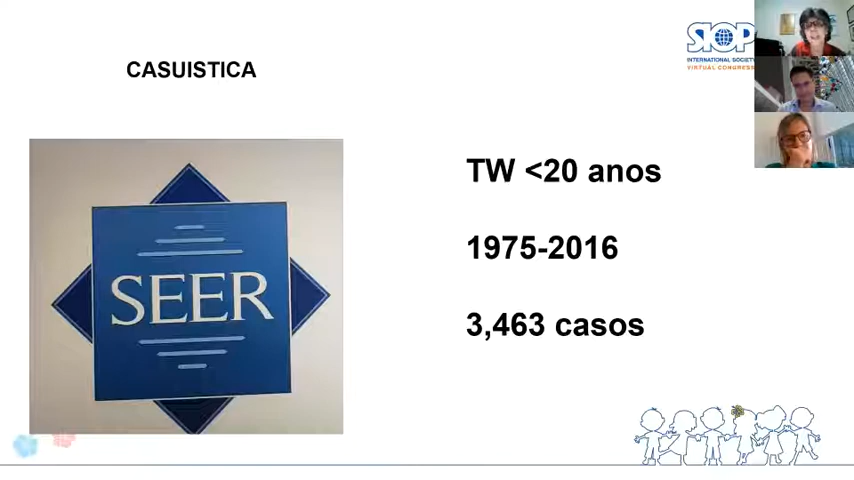 CASUISTICA
SIOP
INTERNATIONAL SOCIETY
VIRTUAL CONGRESS
SEER
TW <20 anos
1975-2016
3,463 casos